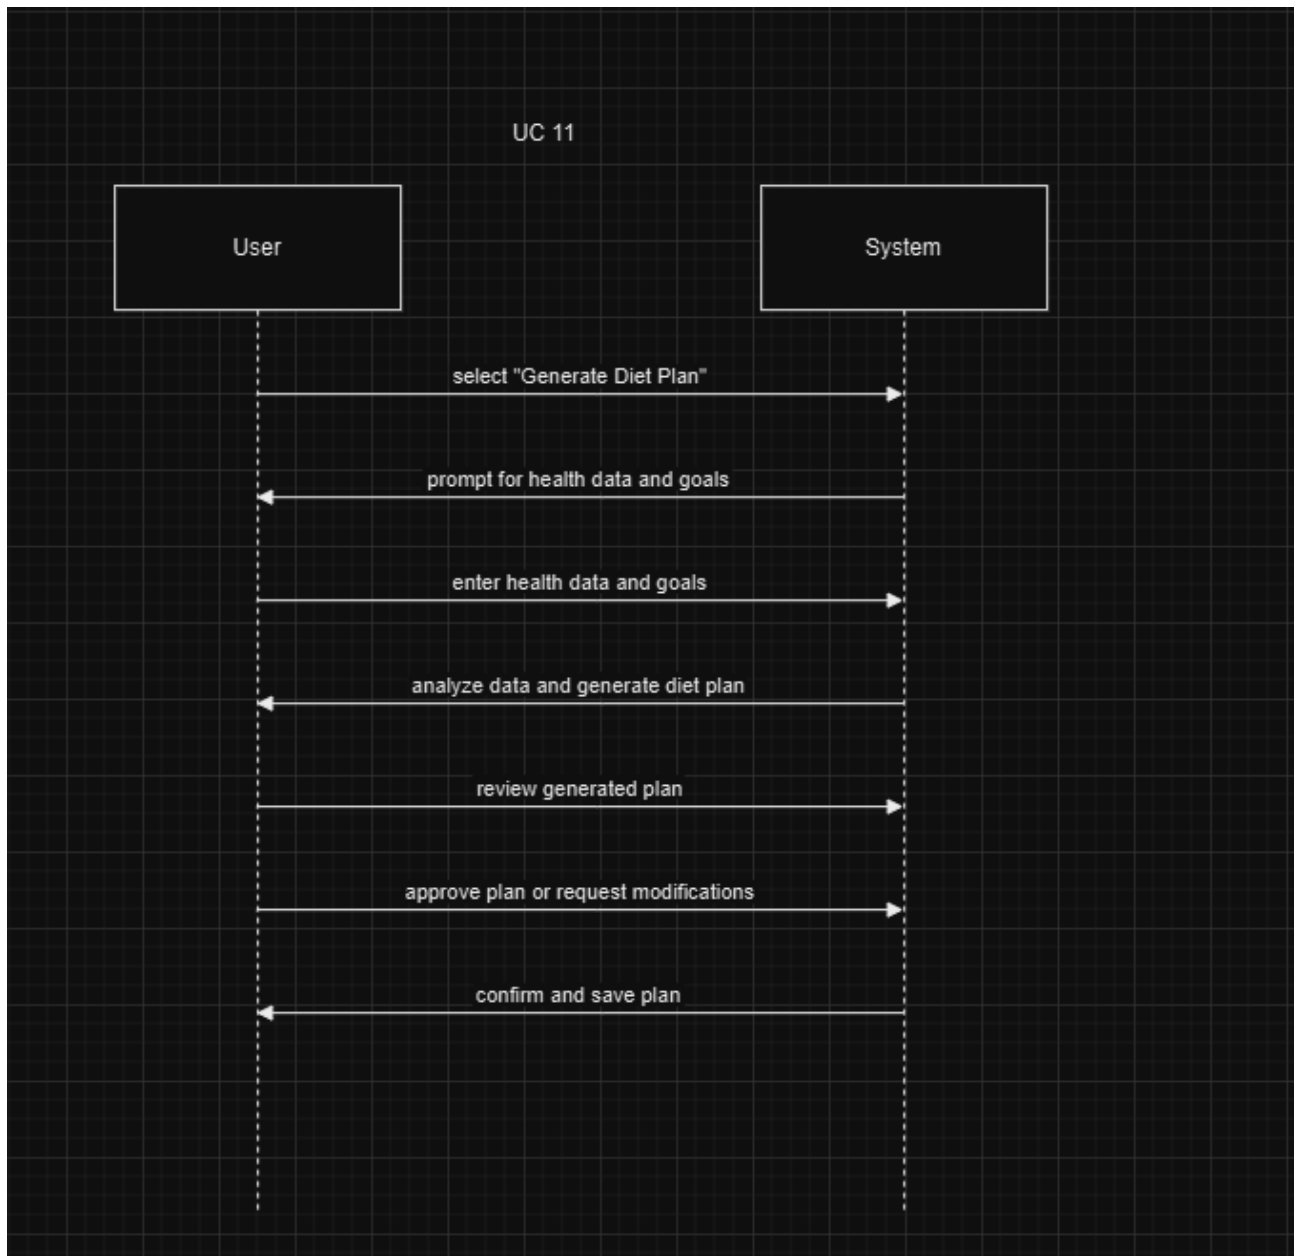 UC 11
User
System
select "Generate Diet Plan"
prompt for health data and goals
enter health data and goals
analyze data and generate diet plan
review generated plan
approve plan or request modifications
confirm and save plan